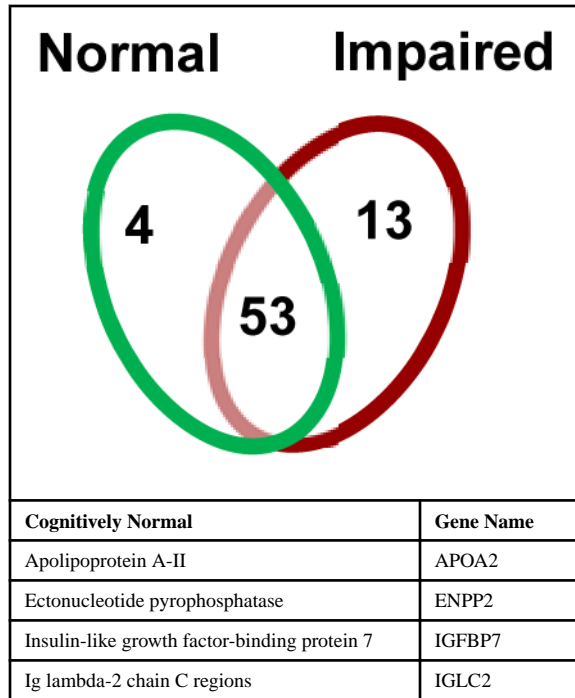 Normal Impaired
4 13
53
Cognitively Normal Gene Name
Apolipoprotein A-II APOA2
Ectonucleotide pyrophosphatase ENPP2
Insulin-like growth factor-binding protein 7 IGFBP7
Ig lambda-2 chain C regions IGLC2